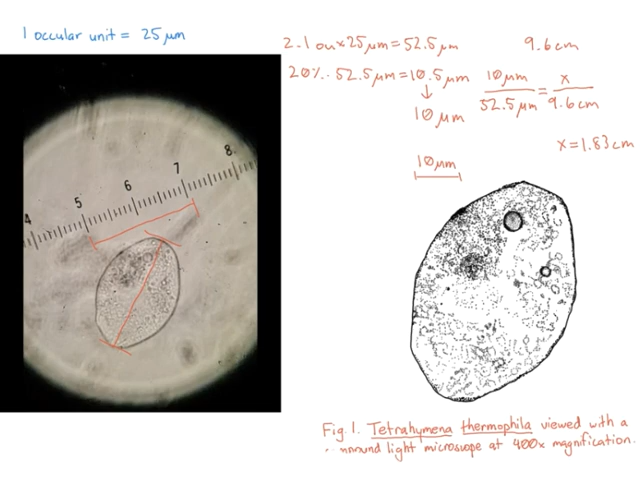 1 occular unit = 25 μm
2.1 ou × 25 μm = 52.5 μm
9.6 cm
20% · 52.5 μm = 10.5 μm
↓
10 μm
10 μm / 52.5 μm = x / 9.6 cm
x = 1.83 cm
4 5 6 7 8
10 μm
Fig. 1. Tetrahymena thermophila viewed with a
light microscope at 400x magnification.